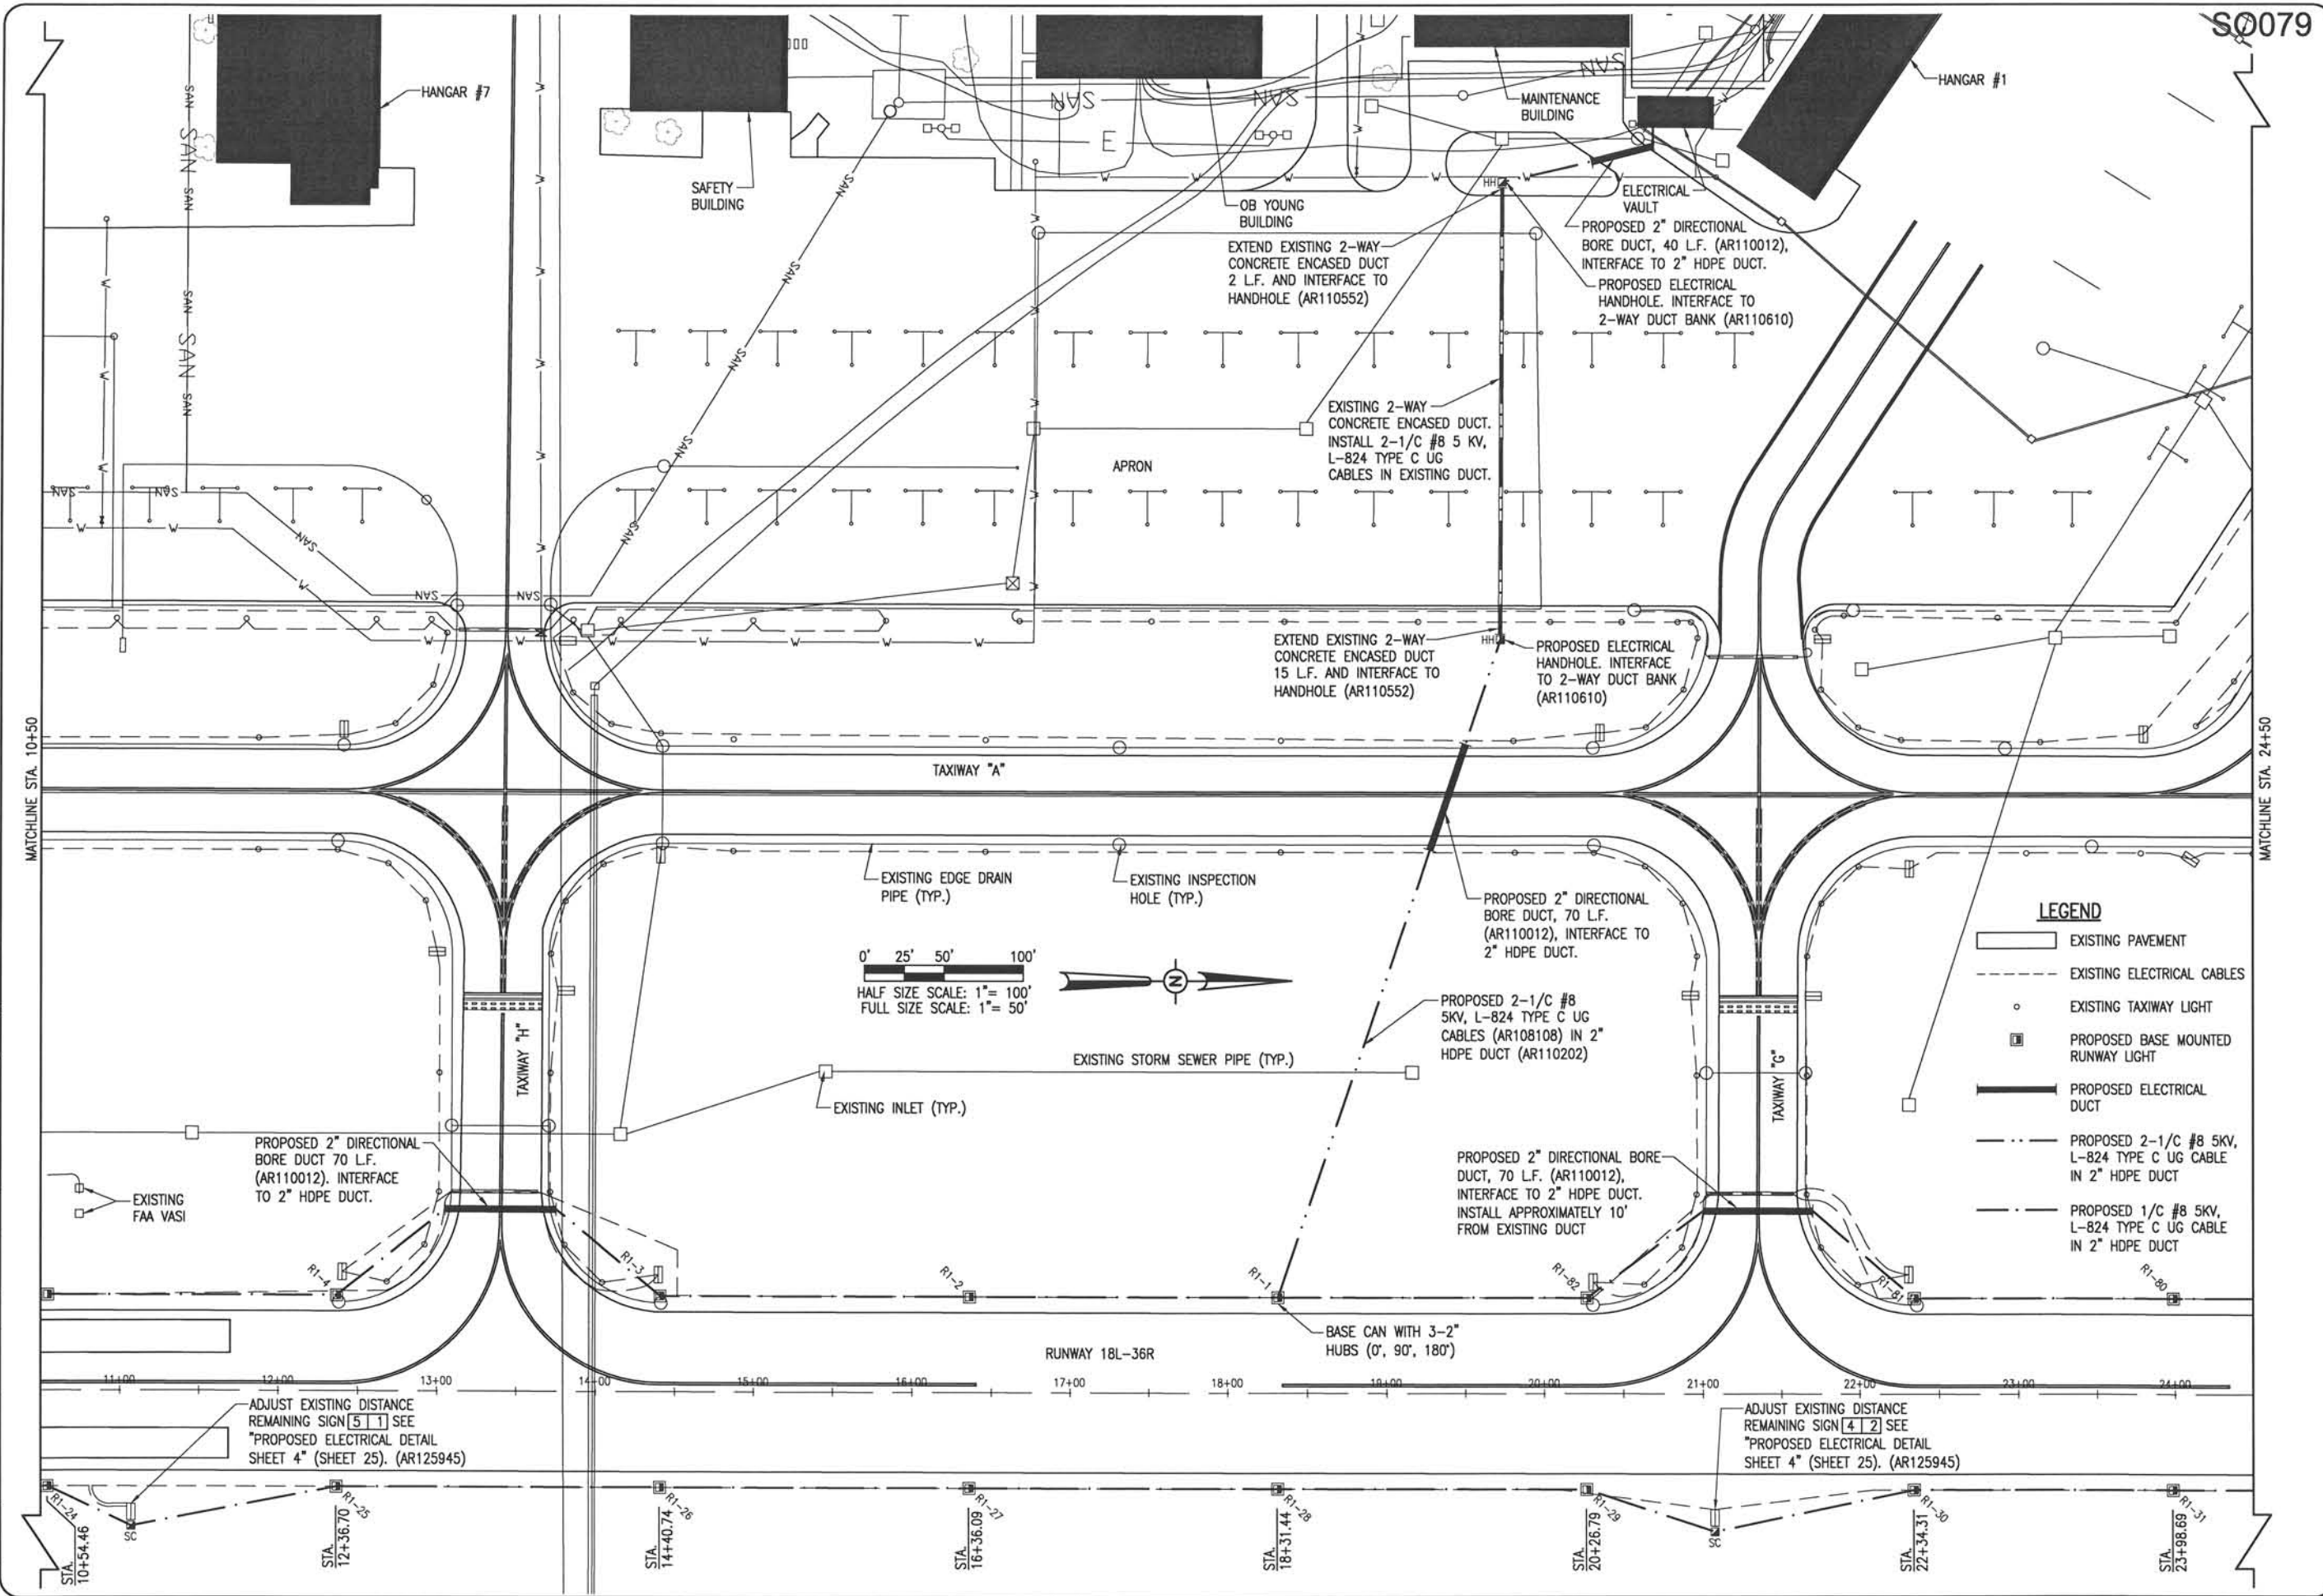 SO079
HANGAR #7
SAFETY
BUILDING
OB YOUNG
BUILDING
MAINTENANCE
BUILDING
HANGAR #1
ELECTRICAL
VAULT
EXTEND EXISTING 2-WAY
CONCRETE ENCASED DUCT
2 L.F. AND INTERFACE TO
HANDHOLE (AR110552)
PROPOSED 2" DIRECTIONAL
BORE DUCT, 40 L.F. (AR110012),
INTERFACE TO 2" HDPE DUCT.
PROPOSED ELECTRICAL
HANDHOLE. INTERFACE TO
2-WAY DUCT BANK (AR110610)
HH
E
SAN
SAN
SAN
SAN
SAN
SAN
W
W
W
EXISTING 2-WAY
CONCRETE ENCASED DUCT.
INSTALL 2-1/C #8 5 KV,
L-824 TYPE C UG
CABLES IN EXISTING DUCT.
APRON
EXTEND EXISTING 2-WAY
CONCRETE ENCASED DUCT
15 L.F. AND INTERFACE TO
HANDHOLE (AR110552)
HH
PROPOSED ELECTRICAL
HANDHOLE. INTERFACE
TO 2-WAY DUCT BANK
(AR110610)
MATCHLINE STA. 10+50
MATCHLINE STA. 24+50
TAXIWAY "A"
EXISTING EDGE DRAIN
PIPE (TYP.)
EXISTING INSPECTION
HOLE (TYP.)
PROPOSED 2" DIRECTIONAL
BORE DUCT, 70 L.F.
(AR110012), INTERFACE TO
2" HDPE DUCT.
0' 25' 50' 100'
HALF SIZE SCALE: 1"= 100'
FULL SIZE SCALE: 1"= 50'
N
PROPOSED 2-1/C #8
5KV, L-824 TYPE C UG
CABLES (AR108108) IN 2"
HDPE DUCT (AR110202)
EXISTING STORM SEWER PIPE (TYP.)
EXISTING INLET (TYP.)
TAXIWAY "H"
TAXIWAY "G"
LEGEND
EXISTING PAVEMENT
EXISTING ELECTRICAL CABLES
EXISTING TAXIWAY LIGHT
PROPOSED BASE MOUNTED
RUNWAY LIGHT
PROPOSED ELECTRICAL
DUCT
PROPOSED 2-1/C #8 5KV,
L-824 TYPE C UG CABLE
IN 2" HDPE DUCT
PROPOSED 1/C #8 5KV,
L-824 TYPE C UG CABLE
IN 2" HDPE DUCT
PROPOSED 2" DIRECTIONAL
BORE DUCT 70 L.F.
(AR110012). INTERFACE
TO 2" HDPE DUCT.
EXISTING
FAA VASI
PROPOSED 2" DIRECTIONAL BORE
DUCT, 70 L.F. (AR110012),
INTERFACE TO 2" HDPE DUCT.
INSTALL APPROXIMATELY 10'
FROM EXISTING DUCT
R1-4
R1-3
R1-2
R1-1
R1-82
R1-81
R1-80
BASE CAN WITH 3-2"
HUBS (0°, 90°, 180°)
RUNWAY 18L-36R
11+00 12+00 13+00 14+00 15+00 16+00 17+00 18+00 19+00 20+00 21+00 22+00 23+00 24+00
ADJUST EXISTING DISTANCE
REMAINING SIGN 5 1 SEE
"PROPOSED ELECTRICAL DETAIL
SHEET 4" (SHEET 25). (AR125945)
ADJUST EXISTING DISTANCE
REMAINING SIGN 4 2 SEE
"PROPOSED ELECTRICAL DETAIL
SHEET 4" (SHEET 25). (AR125945)
SC
SC
R1-24
STA.
10+54.46
R1-25
STA.
12+36.70
R1-26
STA.
14+40.74
R1-27
STA.
16+36.09
R1-28
STA.
18+31.44
R1-29
STA.
20+26.79
R1-30
STA.
22+34.31
R1-31
STA.
23+98.69